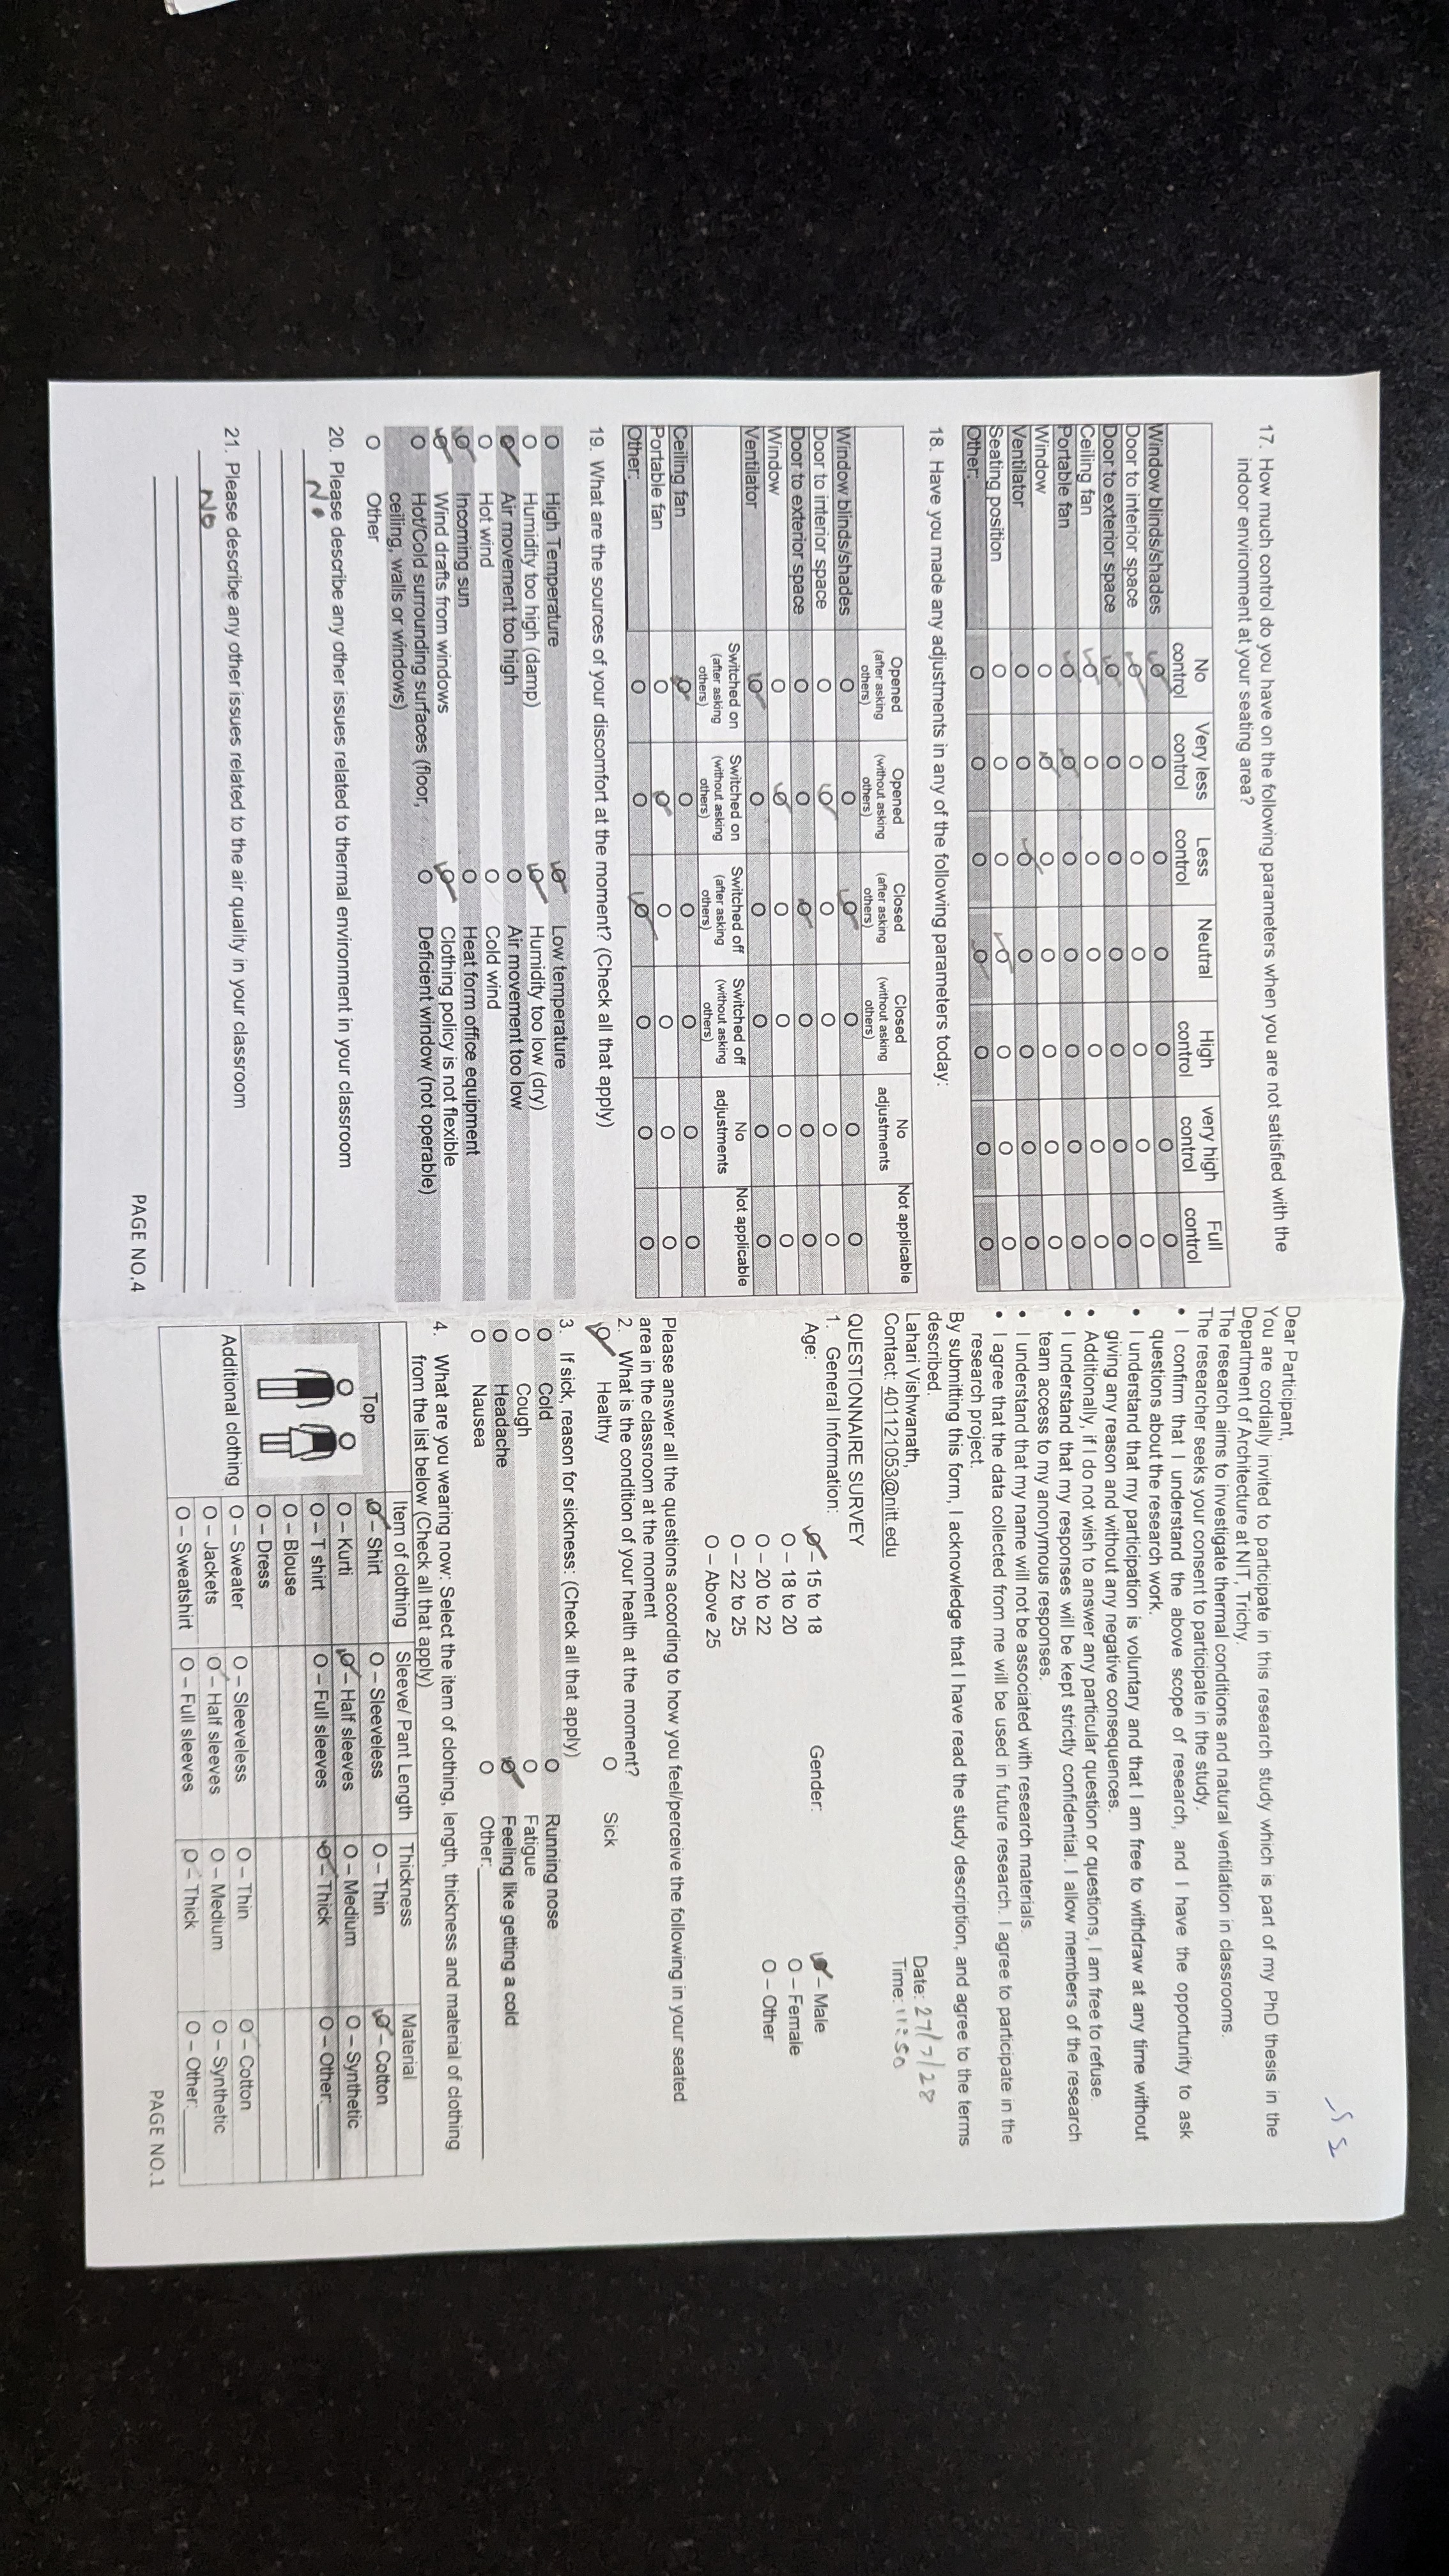 17. How much control do you have on the following parameters when you are not satisfied with the
indoor environment at your seating area?
No control Very less control Less control Neutral High control very high control Full control
Window blinds/shades O O O O O O O
Door to interior space O O O O O O O
Door to exterior space O O O O O O O
Ceiling fan O O O O O O O
Portable fan O O O O O O O
Window O O O O O O O
Ventilator O O O O O O O
Seating position O O O O O O O
Other: O O O O O O O
18. Have you made any adjustments in any of the following parameters today:
Opened (after asking others) Opened (without asking others) Closed (after asking others) Closed (without asking others) No adjustments Not applicable
Window blinds/shades O O O O O O
Door to interior space O O O O O O
Door to exterior space O O O O O O
Window O O O O O O
Ventilator O O O O O O
Switched on (after asking others) Switched on (without asking others) Switched off (after asking others) Switched off (without asking others) No adjustments Not applicable
Ceiling fan O O O O O O
Portable fan O O O O O O
Other: O O O O O O
19. What are the sources of your discomfort at the moment? (Check all that apply)
O High Temperature O Low temperature
O Humidity too high (damp) O Humidity too low (dry)
O Air movement too high O Air movement too low
O Hot wind O Cold wind
O Incoming sun O Heat form office equipment
O Wind drafts from windows O Clothing policy is not flexible
O Hot/Cold surrounding surfaces (floor, O Deficient window (not operable)
ceiling, walls or windows)
O Other
20. Please describe any other issues related to thermal environment in your classroom
No
21. Please describe any other issues related to the air quality in your classroom
No
PAGE NO.4
Dear Participant,
You are cordially invited to participate in this research study which is part of my PhD thesis in the
Department of Architecture at NIT, Trichy.
The research aims to investigate thermal conditions and natural ventilation in classrooms.
The researcher seeks your consent to participate in the study.
• I confirm that I understand the above scope of research, and I have the opportunity to ask
questions about the research work.
• I understand that my participation is voluntary and that I am free to withdraw at any time without
giving any reason and without any negative consequences.
• Additionally, if I do not wish to answer any particular question or questions, I am free to refuse.
• I understand that my responses will be kept strictly confidential. I allow members of the research
team access to my anonymous responses.
• I understand that my name will not be associated with research materials.
• I agree that the data collected from me will be used in future research. I agree to participate in the
research project.
By submitting this form, I acknowledge that I have read the study description, and agree to the terms
described.
Lahari Vishwanath, Date: 27/7/28
Contact: 401121053@nitt.edu Time: 11:50
QUESTIONNAIRE SURVEY
1. General Information:
Age: O – 15 to 18 Gender: O – Male
O – 18 to 20 O – Female
O – 20 to 22 O – Other
O – 22 to 25
O – Above 25
Please answer all the questions according to how you feel/perceive the following in your seated
area in the classroom at the moment
2. What is the condition of your health at the moment?
O Healthy O Sick
3. If sick, reason for sickness: (Check all that apply)
O Cold O Running nose
O Cough O Fatigue
O Headache O Feeling like getting a cold
O Nausea O Other:
4. What are you wearing now: Select the item of clothing, length, thickness and material of clothing
from the list below (Check all that apply)
Item of clothing Sleeve/ Pant Length Thickness Material
Top O – Shirt O – Sleeveless O – Thin O – Cotton
O – Kurti O – Half sleeves O – Medium O – Synthetic
O – T shirt O – Full sleeves O – Thick O – Other:
O – Blouse
O – Dress
Additional clothing O – Sweater O – Sleeveless O – Thin O – Cotton
O – Jackets O – Half sleeves O – Medium O – Synthetic
O – Sweatshirt O – Full sleeves O – Thick O – Other:
PAGE NO.1